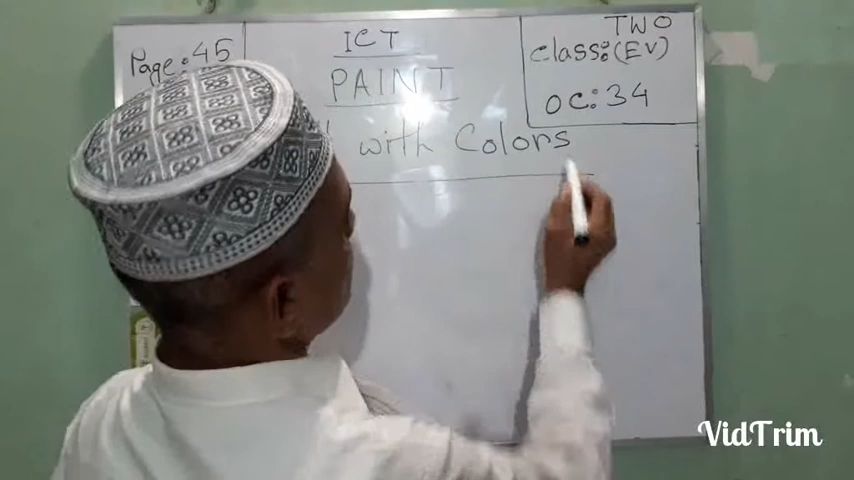 Page: 45
ICT
PAINT
with Colors
TWO
class: (EV)
OC: 34
VidTrim